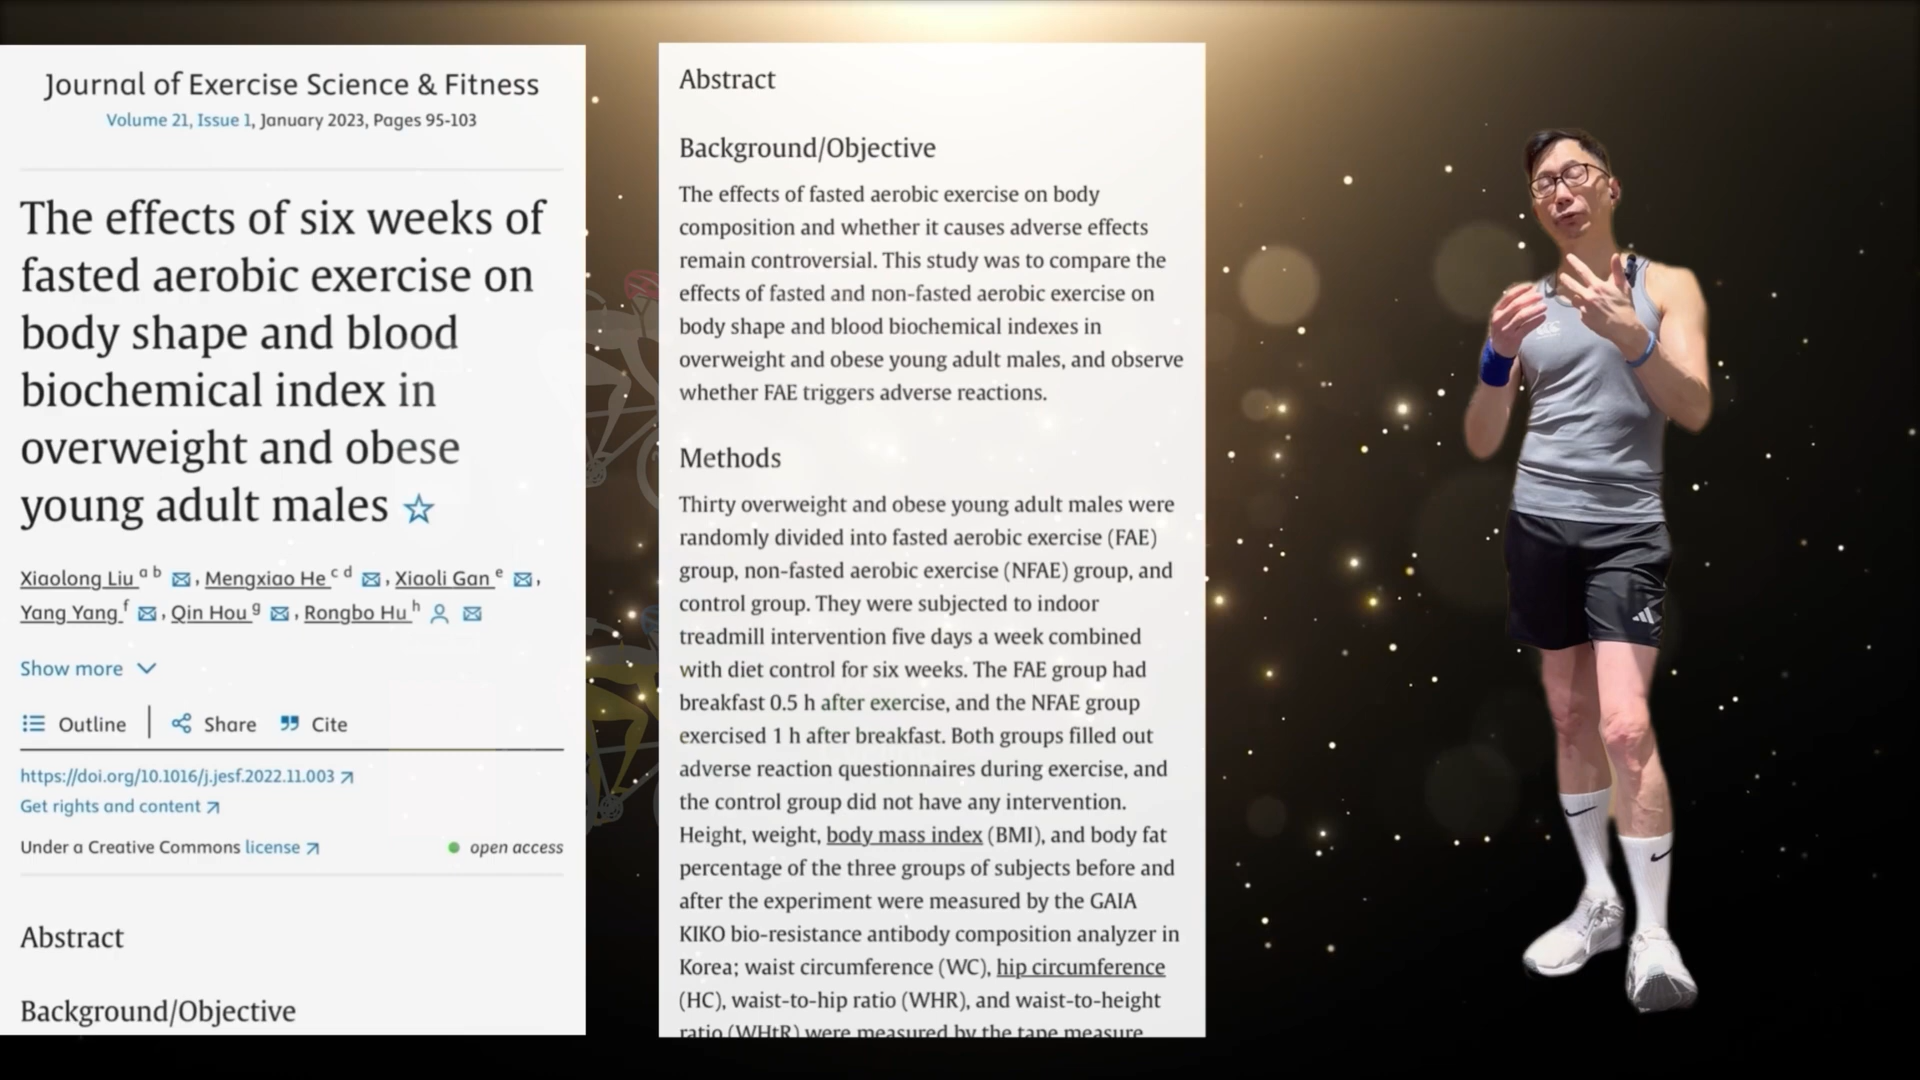 Journal of Exercise Science & Fitness
Volume 21, Issue 1, January 2023, Pages 95-103
The effects of six weeks of
fasted aerobic exercise on
body shape and blood
biochemical index in
overweight and obese
young adult males
Xiaolong Liu a b, Mengxiao He c d, Xiaoli Gan e,
Yang Yang f, Qin Hou g, Rongbo Hu h
Show more
Outline | Share Cite
https://doi.org/10.1016/j.jesf.2022.11.003
Get rights and content
Under a Creative Commons license open access
Abstract
Background/Objective
Abstract
Background/Objective
The effects of fasted aerobic exercise on body
composition and whether it causes adverse effects
remain controversial. This study was to compare the
effects of fasted and non-fasted aerobic exercise on
body shape and blood biochemical indexes in
overweight and obese young adult males, and observe
whether FAE triggers adverse reactions.
Methods
Thirty overweight and obese young adult males were
randomly divided into fasted aerobic exercise (FAE)
group, non-fasted aerobic exercise (NFAE) group, and
control group. They were subjected to indoor
treadmill intervention five days a week combined
with diet control for six weeks. The FAE group had
breakfast 0.5 h after exercise, and the NFAE group
exercised 1 h after breakfast. Both groups filled out
adverse reaction questionnaires during exercise, and
the control group did not have any intervention.
Height, weight, body mass index (BMI), and body fat
percentage of the three groups of subjects before and
after the experiment were measured by the GAIA
KIKO bio-resistance antibody composition analyzer in
Korea; waist circumference (WC), hip circumference
(HC), waist-to-hip ratio (WHR), and waist-to-height
ratio (WHtR) were measured by the tape measure